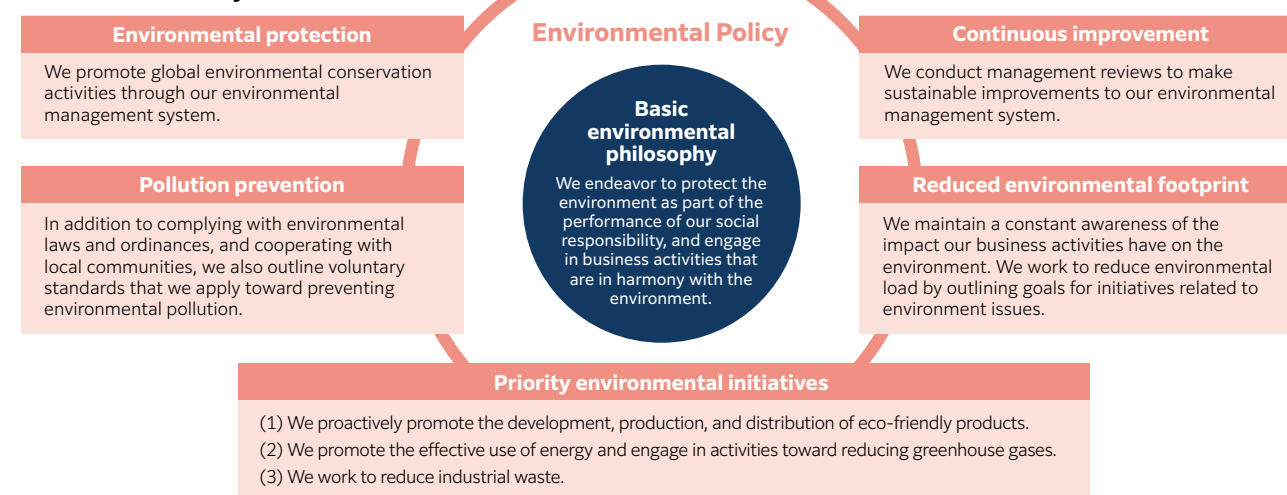 Environmental Policy
Environmental protection
We promote global environmental conservation
activities through our environmental
management system.
Pollution prevention
In addition to complying with environmental
laws and ordinances, and cooperating with
local communities, we also outline voluntary
standards that we apply toward preventing
environmental pollution.
Basic
environmental
philosophy
We endeavor to protect the
environment as part of the
performance of our social
responsibility, and engage
in business activities that
are in harmony with the
environment.
Continuous improvement
We conduct management reviews to make
sustainable improvements to our environmental
management system.
Reduced environmental footprint
We maintain a constant awareness of the
impact our business activities have on the
environment. We work to reduce environmental
load by outlining goals for initiatives related to
environment issues.
Priority environmental initiatives
(1) We proactively promote the development, production, and distribution of eco-friendly products.
(2) We promote the effective use of energy and engage in activities toward reducing greenhouse gases.
(3) We work to reduce industrial waste.